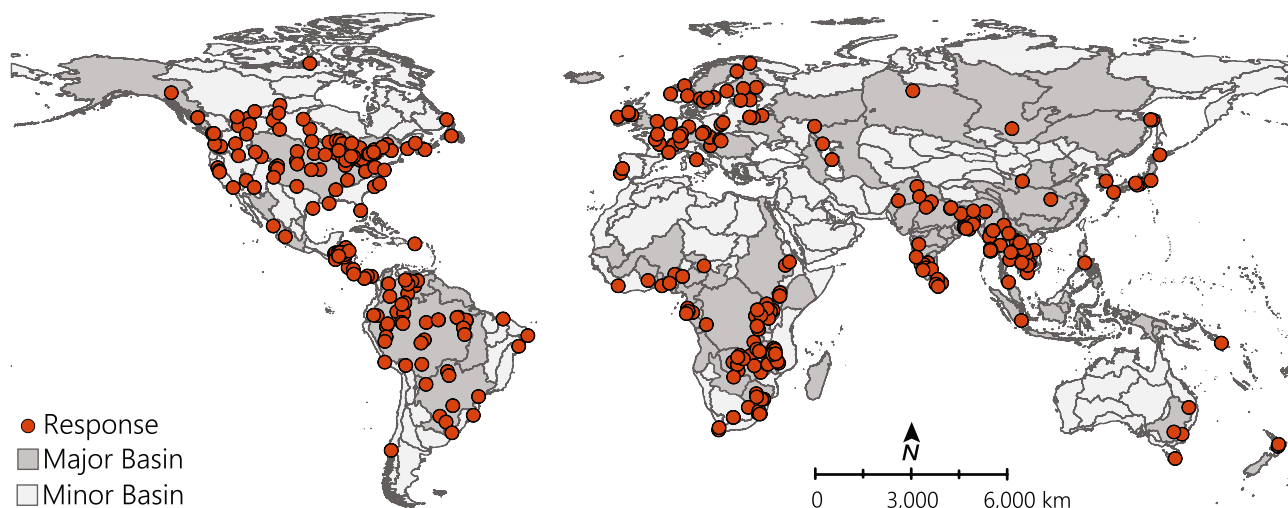 Response
Major Basin
Minor Basin
N
0 3,000 6,000 km